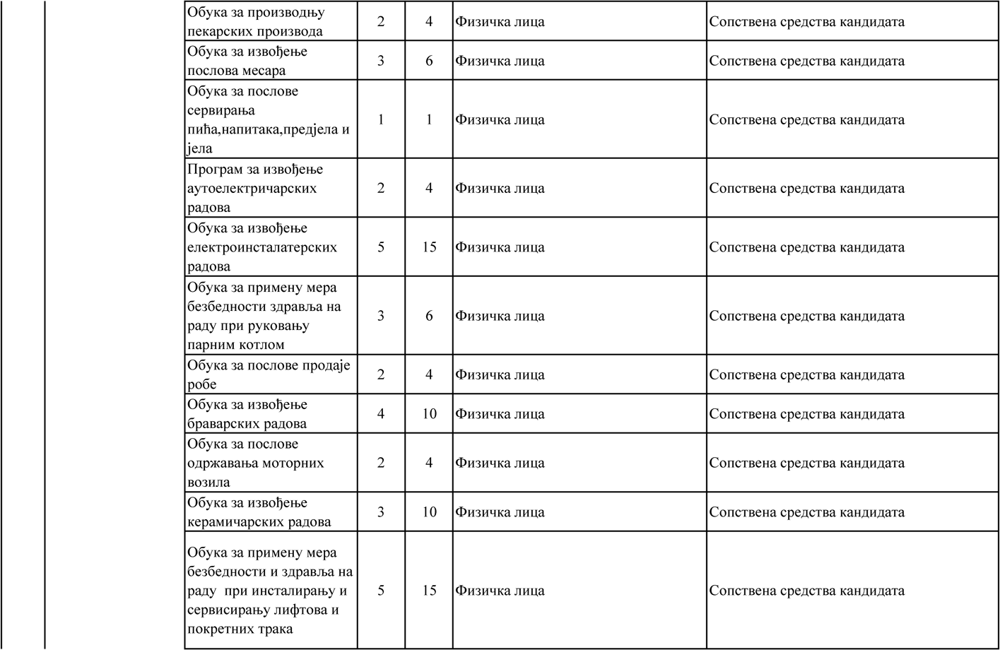 Обука за производњу
пекарских производа
2
4
Физичка лица
Сопствена средства кандидата
Обука за извођење
послова месара
3
6
Физичка лица
Сопствена средства кандидата
Обука за послове
сервирања
пића,напитака,предјела и
јела
1
1
Физичка лица
Сопствена средства кандидата
Програм за извођење
аутоелектричарских
радова
2
4
Физичка лица
Сопствена средства кандидата
Обука за извођење
електроинсталатерских
радова
5
15
Физичка лица
Сопствена средства кандидата
Обука за примену мера
безбедности здравља на
раду при руковању
парним котлом
3
6
Физичка лица
Сопствена средства кандидата
Обука за послове продаје
робе
2
4
Физичка лица
Сопствена средства кандидата
Обука за извођење
браварских радова
4
10
Физичка лица
Сопствена средства кандидата
Обука за послове
одржавања моторних
возила
2
4
Физичка лица
Сопствена средства кандидата
Обука за извођење
керамичарских радова
3
10
Физичка лица
Сопствена средства кандидата
Обука за примену мера
безбедности и здравља на
раду  при инсталирању и
сервисирању лифтова и
покретних трака
5
15
Физичка лица
Сопствена средства кандидата